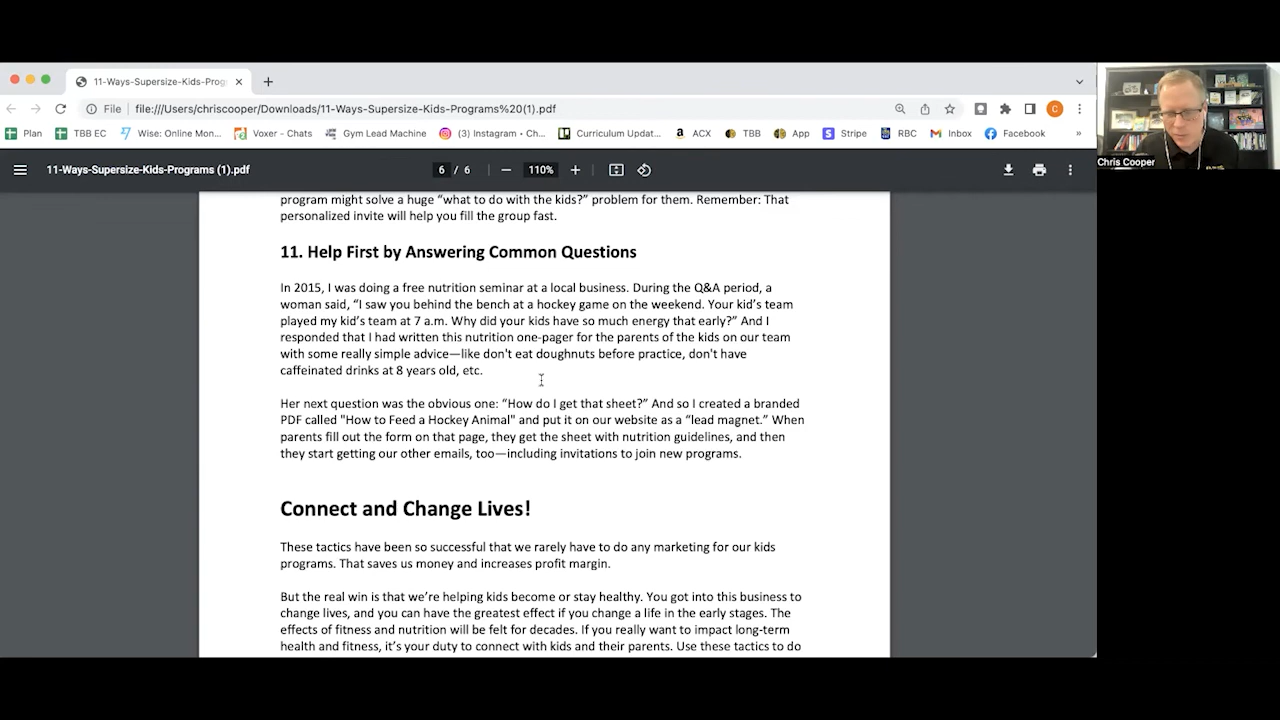 11-Ways-Supersize-Kids-Prog
File file:///Users/chriscooper/Downloads/11-Ways-Supersize-Kids-Programs%20(1).pdf
Plan TBB EC Wise: Online Mon... Voxer - Chats Gym Lead Machine (3) Instagram • Ch... Curriculum Updat... ACX TBB App Stripe RBC Inbox Facebook »
Chris Cooper
11-Ways-Supersize-Kids-Programs (1).pdf 6 / 6 110%
program might solve a huge “what to do with the kids?” problem for them. Remember: That
personalized invite will help you fill the group fast.
11. Help First by Answering Common Questions
In 2015, I was doing a free nutrition seminar at a local business. During the Q&A period, a
woman said, “I saw you behind the bench at a hockey game on the weekend. Your kid’s team
played my kid’s team at 7 a.m. Why did your kids have so much energy that early?” And I
responded that I had written this nutrition one-pager for the parents of the kids on our team
with some really simple advice—like don't eat doughnuts before practice, don't have
caffeinated drinks at 8 years old, etc.
Her next question was the obvious one: “How do I get that sheet?” And so I created a branded
PDF called "How to Feed a Hockey Animal" and put it on our website as a “lead magnet.” When
parents fill out the form on that page, they get the sheet with nutrition guidelines, and then
they start getting our other emails, too—including invitations to join new programs.
Connect and Change Lives!
These tactics have been so successful that we rarely have to do any marketing for our kids
programs. That saves us money and increases profit margin.
But the real win is that we’re helping kids become or stay healthy. You got into this business to
change lives, and you can have the greatest effect if you change a life in the early stages. The
effects of fitness and nutrition will be felt for decades. If you really want to impact long-term
health and fitness, it’s your duty to connect with kids and their parents. Use these tactics to do